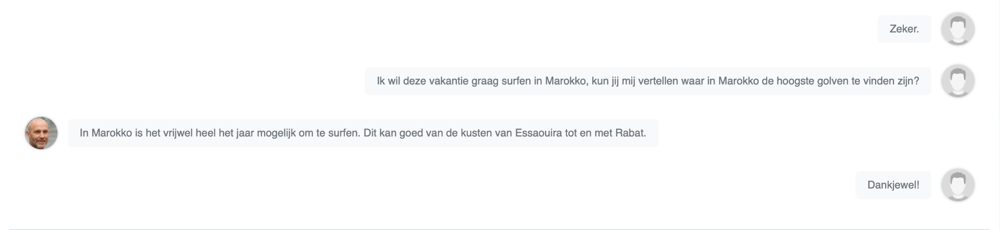 Zeker.
Ik wil deze vakantie graag surfen in Marokko, kun jij mij vertellen waar in Marokko de hoogste golven te vinden zijn?
In Marokko is het vrijwel heel het jaar mogelijk om te surfen. Dit kan goed van de kusten van Essaouira tot en met Rabat.
Dankjewel!